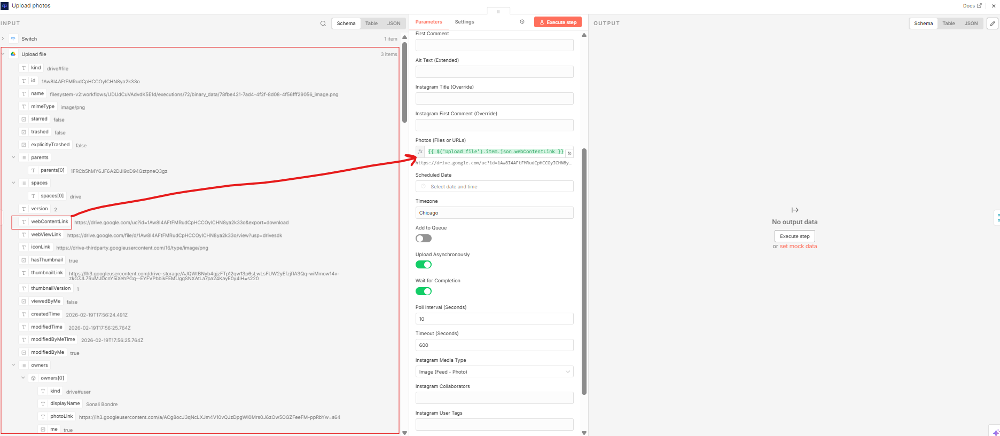 Upload photos
Docs
INPUT
Schema
Table
JSON
Switch
1 item
Upload file
3 items
kind
drive#file
id
1Aw8I4AFtFMRudCpHCCOyICHN8ya2k33o
name
filesystem-v2:workflows/UDUdCuVAdvdK5E1d/executions/72/binary_data/78fbe421-7ad4-4f2f-8d08-4f56fff29056_image.png
mimeType
image/png
starred
false
trashed
false
explicitlyTrashed
false
parents
parents[0]
1FRCb5hMY6JF6A2DJI9xD94GztpneQ3gz
spaces
spaces[0]
drive
version
2
webContentLink
https://drive.google.com/uc?id=1Aw8I4AFtFMRudCpHCCOyICHN8ya2k33o&export=download
webViewLink
https://drive.google.com/file/d/1Aw8I4AFtFMRudCpHCCOyICHN8ya2k33o/view?usp=drivesdk
iconLink
https://drive-thirdparty.googleusercontent.com/16/type/image/png
hasThumbnail
true
thumbnailLink
https://lh3.googleusercontent.com/drive-storage/AJQWtBNyb4qjzFTp12qw13p6sLwLsFUW2yEfzjflA3Qq-wiMmow14v-
zkG7JL7RuMJDcnY5iXehPGq--EYFVPbbikFEMUggSNXAtLa7pa24KayE0y4lH=s220
thumbnailVersion
1
viewedByMe
false
createdTime
2026-02-19T17:56:24.491Z
modifiedTime
2026-02-19T17:56:25.764Z
modifiedByMeTime
2026-02-19T17:56:25.764Z
modifiedByMe
true
owners
owners[0]
kind
drive#user
displayName
Sonali Bondre
photoLink
https://lh3.googleusercontent.com/a/ACg8ocJ3qNcLXJm4V10vQJzDpgWI0Mrs0J6zOw5OGZFeeFM-ppRbYw=s64
me
true
Parameters
Settings
Execute step
First Comment
Alt Text (Extended)
Instagram Title (Override)
Instagram First Comment (Override)
Photos (Files or URLs)
fx
{{ $('Upload file').item.json.webContentLink }}
https://drive.google.com/uc?id=1Aw8I4AFtFMRudCpHCCOyICHN8y…
Scheduled Date
Select date and time
Timezone
Chicago
Add to Queue
Upload Asynchronously
Wait for Completion
Poll Interval (Seconds)
10
Timeout (Seconds)
600
Instagram Media Type
Image (Feed - Photo)
Instagram Collaborators
Instagram User Tags
OUTPUT
Schema
Table
JSON
No output data
Execute step
or set mock data